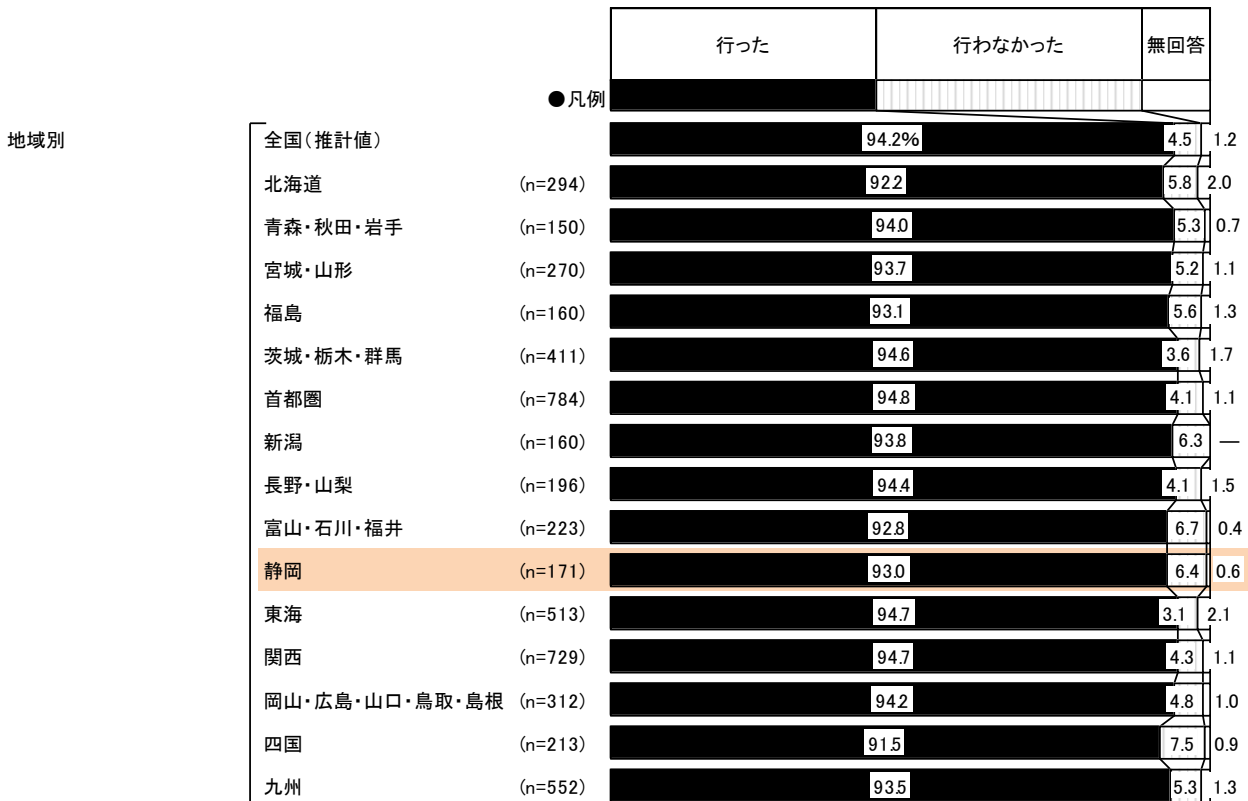 行った 行わなかった 無回答
●凡例
地域別 全国(推計値) 94.2% 4.5 1.2
北海道 (n=294) 92.2 5.8 2.0
青森・秋田・岩手 (n=150) 94.0 5.3 0.7
宮城・山形 (n=270) 93.7 5.2 1.1
福島 (n=160) 93.1 5.6 1.3
茨城・栃木・群馬 (n=411) 94.6 3.6 1.7
首都圏 (n=784) 94.8 4.1 1.1
新潟 (n=160) 93.8 6.3 —
長野・山梨 (n=196) 94.4 4.1 1.5
富山・石川・福井 (n=223) 92.8 6.7 0.4
静岡 (n=171) 93.0 6.4 0.6
東海 (n=513) 94.7 3.1 2.1
関西 (n=729) 94.7 4.3 1.1
岡山・広島・山口・鳥取・島根 (n=312) 94.2 4.8 1.0
四国 (n=213) 91.5 7.5 0.9
九州 (n=552) 93.5 5.3 1.3